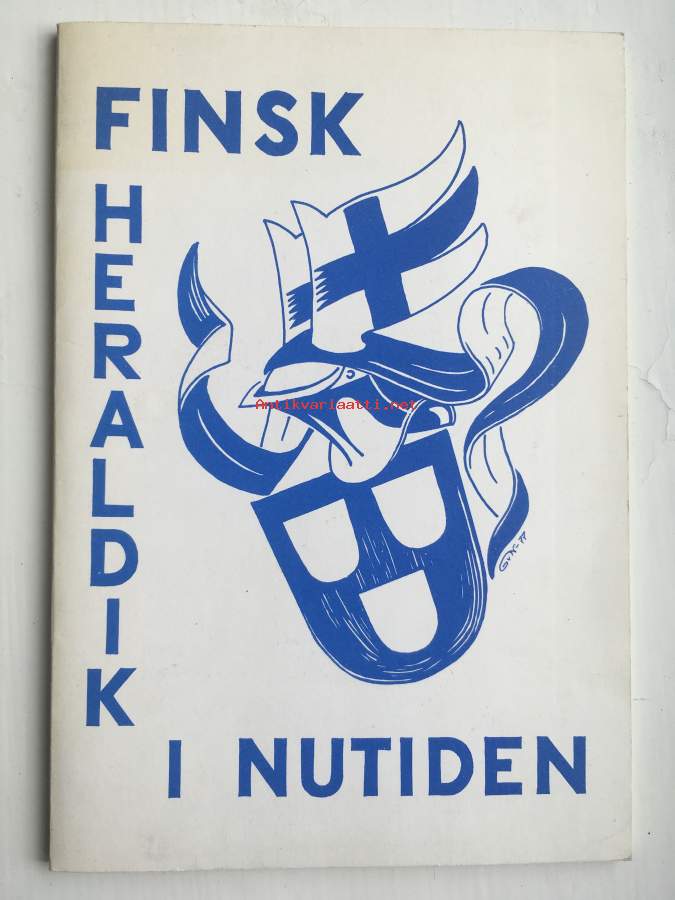 FINSK
HERALDIK
I NUTIDEN
Antikvariaatti.net